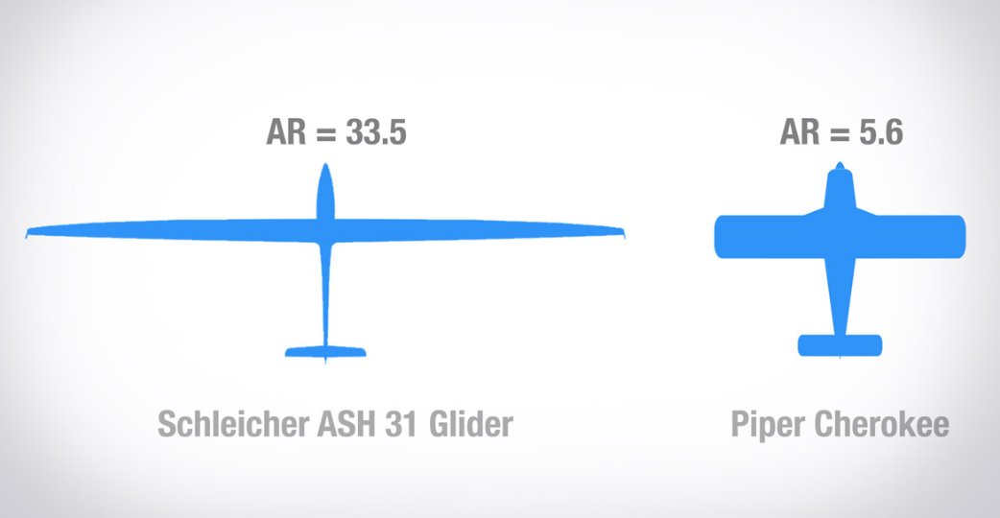 AR = 33.5
AR = 5.6
Schleicher ASH 31 Glider
Piper Cherokee